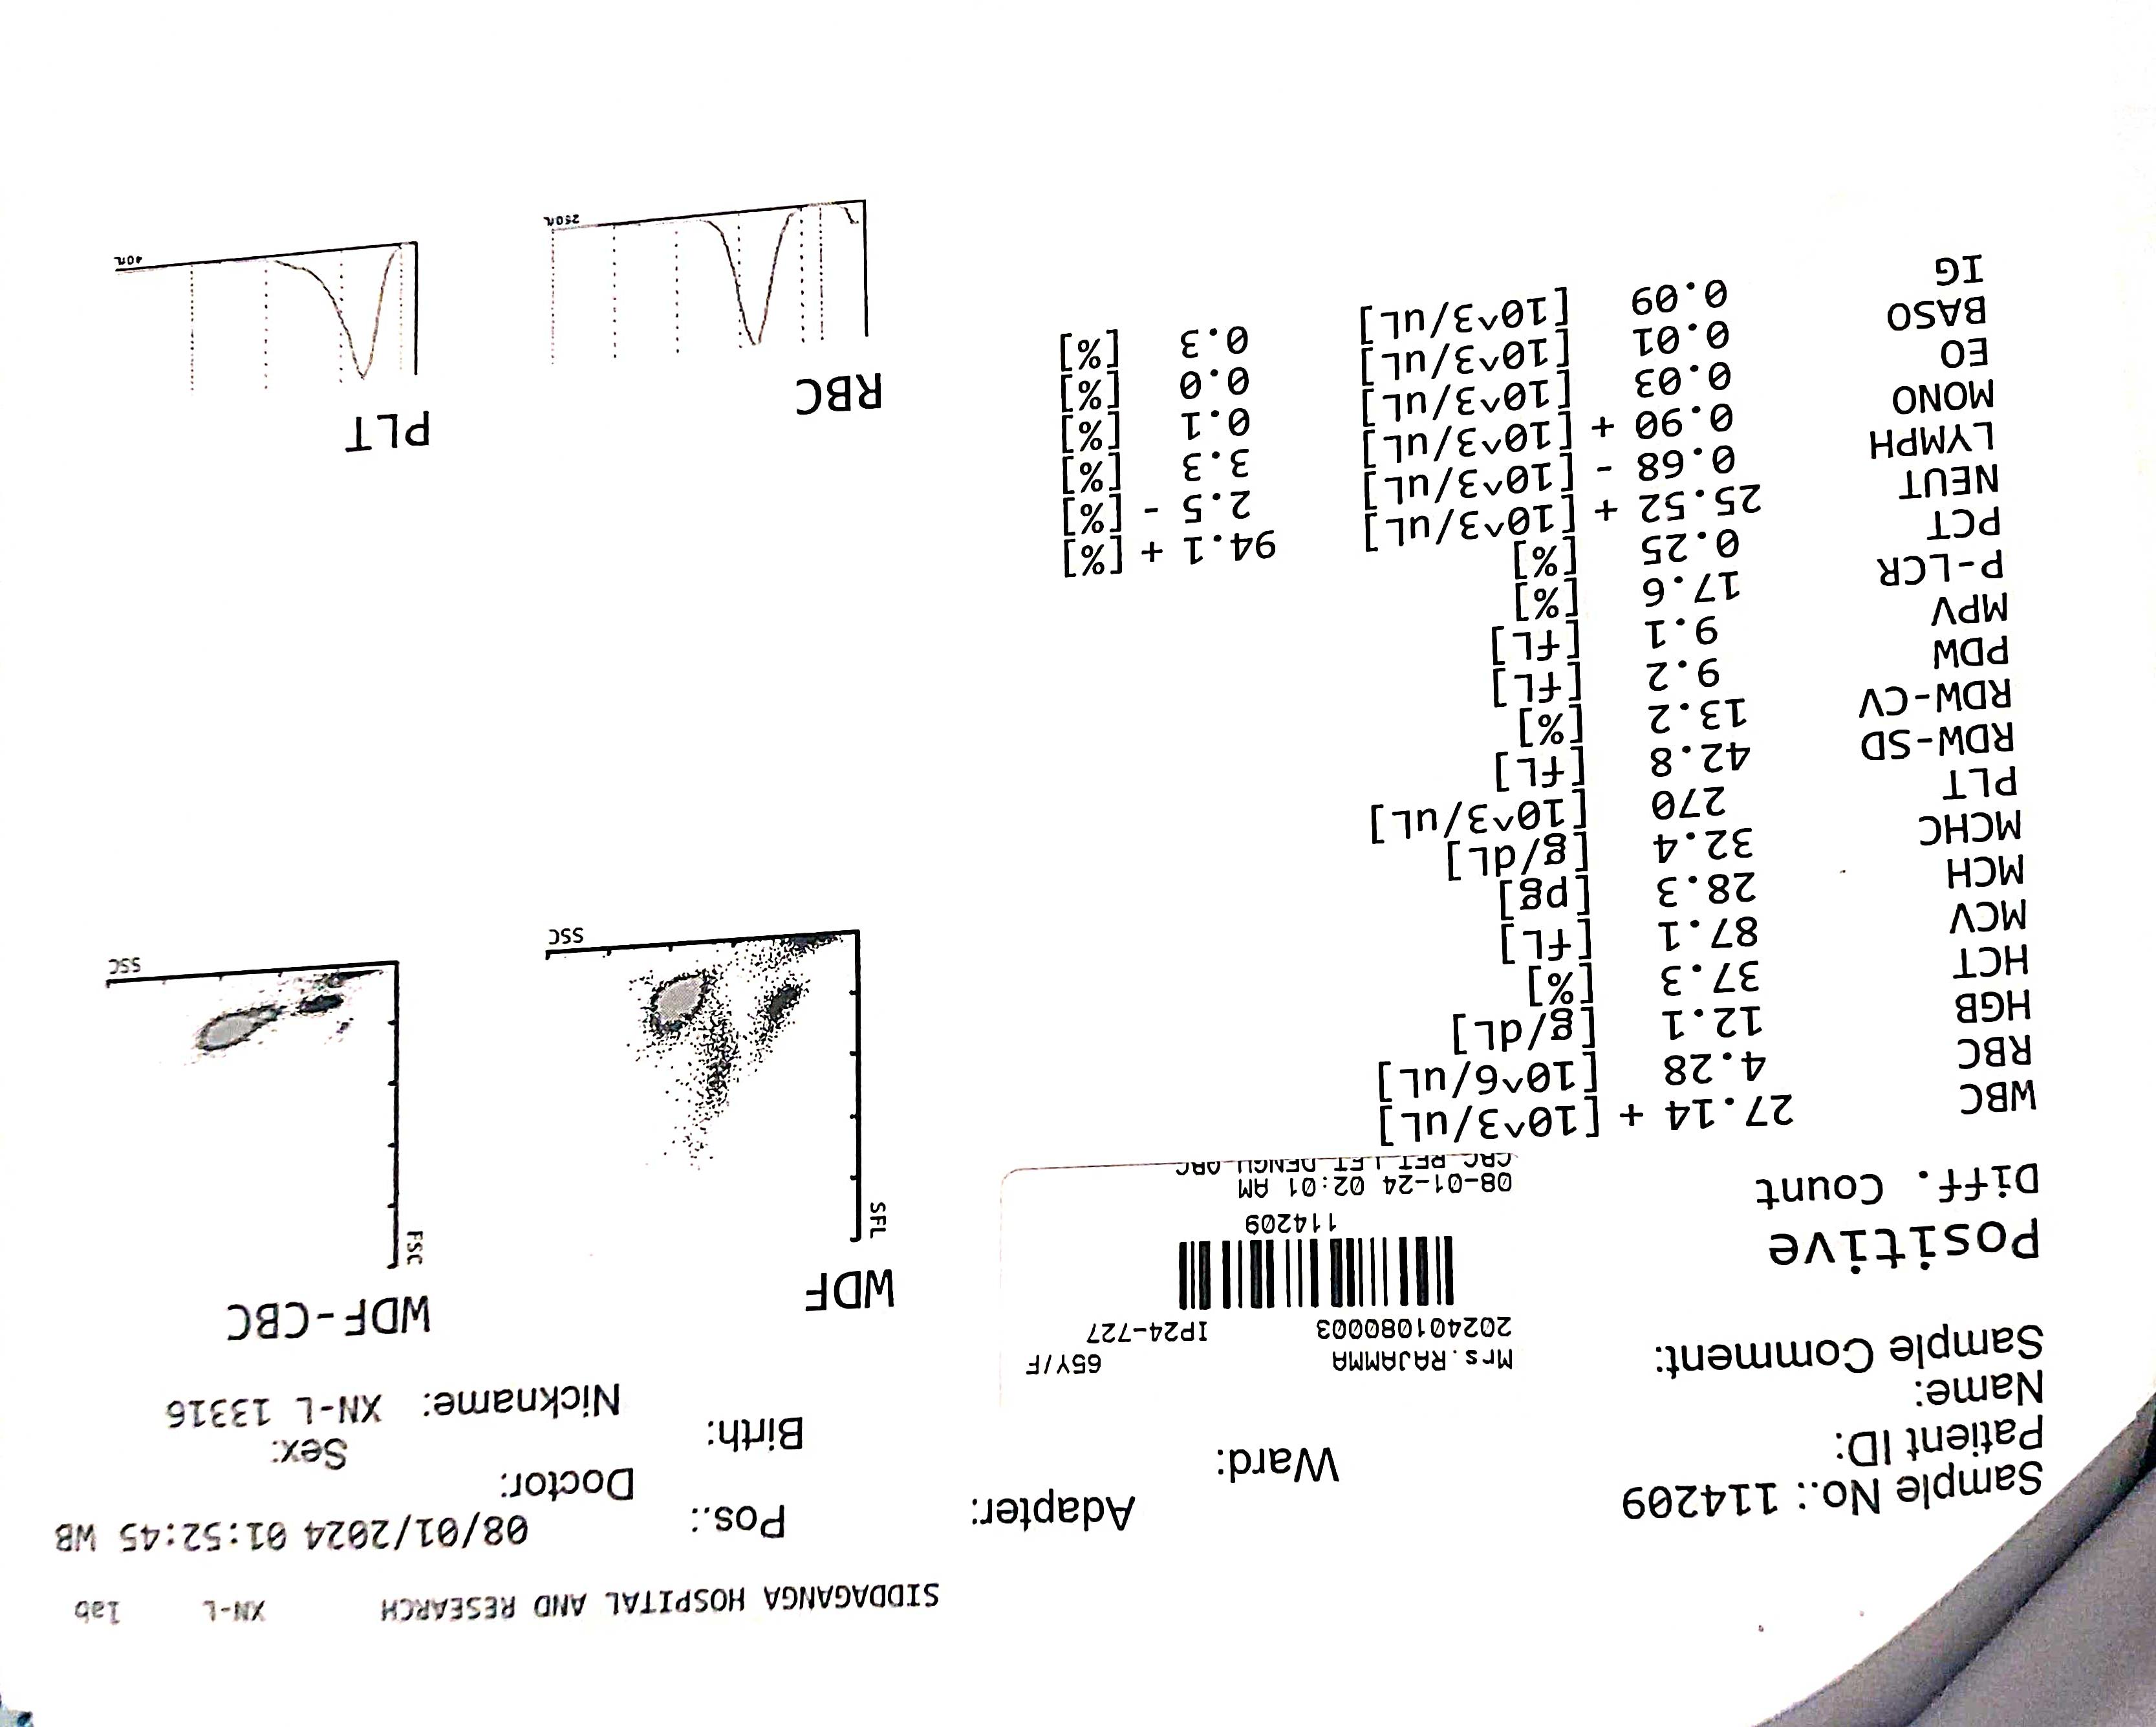 SIDDAGANGA HOSPITAL AND RESEARCH XN-L lab
Sample No.: 114209 Adapter: Pos.: 08/01/2024 01:52:45 WB
Patient ID: Ward: Doctor:
Name: Birth: Sex:
Sample Comment: Nickname: XN-L 13316
Mrs.RAJAMMA 65Y/F
202401080003 IP24-727
114209
08-01-24 02:01 AM
Positive
Diff. Count
WBC 27.14 + [10^3/uL]
RBC 4.28 [10^6/uL]
HGB 12.1 [g/dL]
HCT 37.3 [%]
MCV 87.1 [fL]
MCH 28.3 [pg]
MCHC 32.4 [g/dL]
PLT 270 [10^3/uL]
RDW-SD 42.8 [fL]
RDW-CV 13.2 [%]
PDW 9.2 [fL]
MPV 9.1 [fL]
P-LCR 17.6 [%]
PCT 0.25 [%]
NEUT 25.52 + [10^3/uL] 94.1 + [%]
LYMPH 0.68 - [10^3/uL] 2.5 - [%]
MONO 0.90 + [10^3/uL] 3.3 [%]
EO 0.03 [10^3/uL] 0.1 [%]
BASO 0.01 [10^3/uL] 0.0 [%]
IG 0.09 [10^3/uL] 0.3 [%]
WDF
SFL
SSC
WDF-CBC
FSC
SSC
RBC
250fL
PLT
40fL